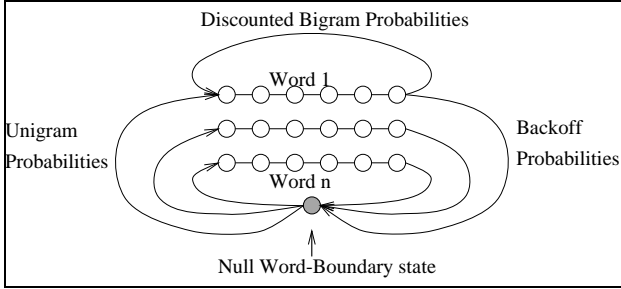 Discounted Bigram Probabilities
Word 1
Unigram
Probabilities
Backoff
Probabilities
Word n
Null Word-Boundary state